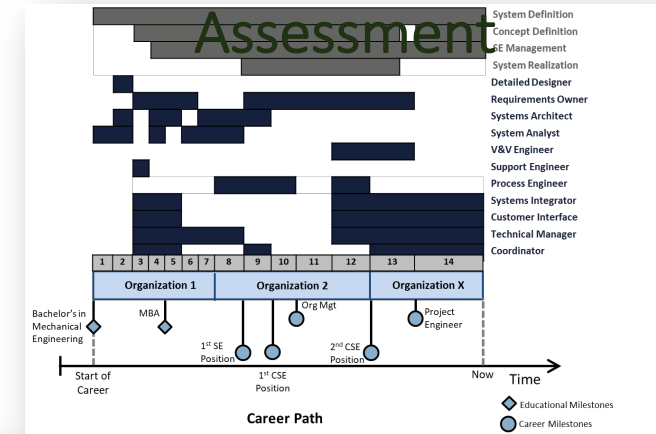 Assessment
System Definition
Concept Definition
SE Management
System Realization
Detailed Designer
Requirements Owner
Systems Architect
System Analyst
V&V Engineer
Support Engineer
Process Engineer
Systems Integrator
Customer Interface
Technical Manager
Coordinator
1 2 3 4 5 6 7 8 9 10 11 12 13 14
Organization 1 Organization 2 Organization X
Bachelor's in
Mechanical
Engineering
MBA
1st SE
Position
1st CSE
Position
Org Mgt
2nd CSE
Position
Project
Engineer
Start of
Career
Now
Time
Career Path
Educational Milestones
Career Milestones